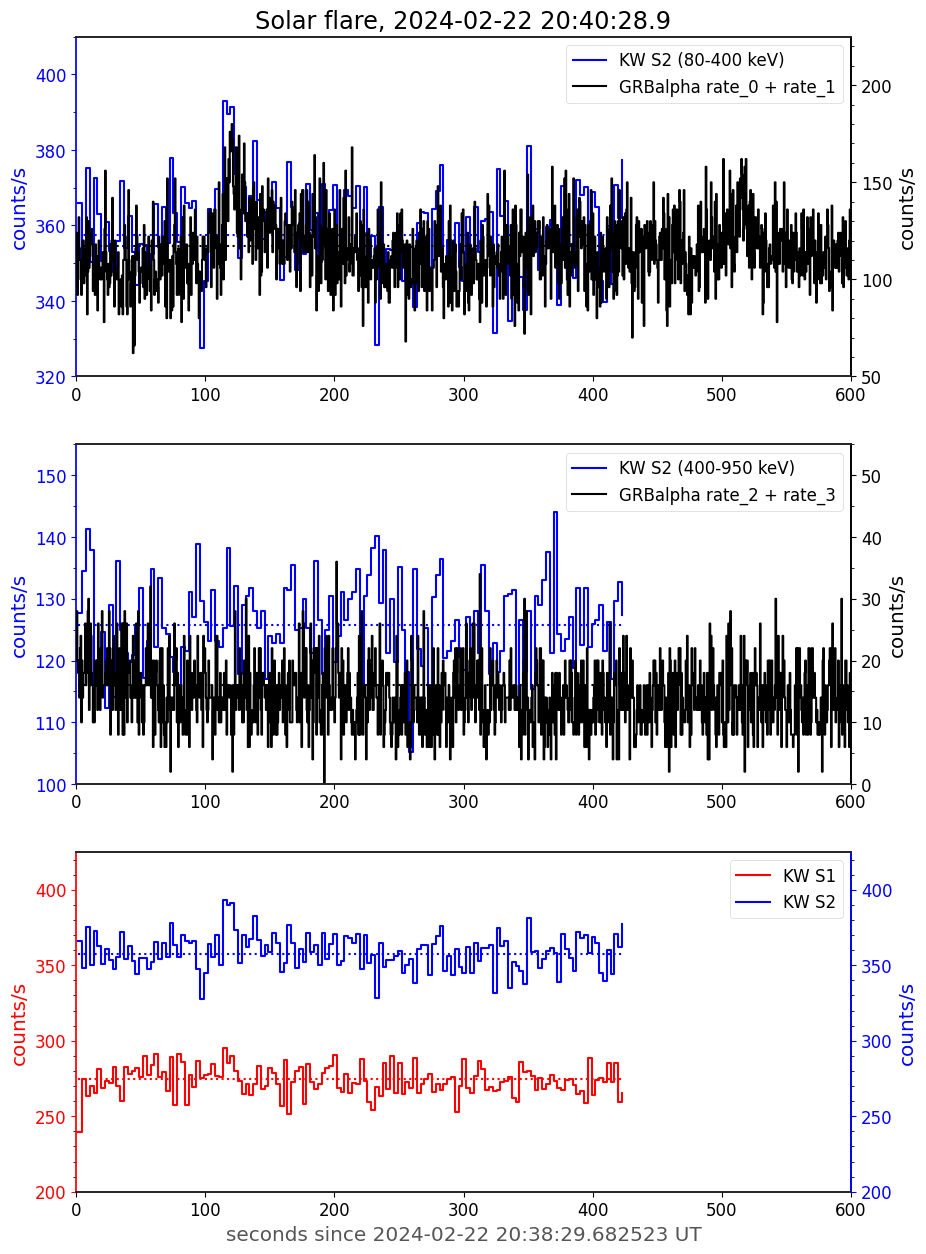 Solar flare, 2024-02-22 20:40:28.9
KW S2 (80-400 keV)
GRBalpha rate_0 + rate_1
counts/s
400
380
360
340
320
200
150
100
50
counts/s
0 100 200 300 400 500 600
KW S2 (400-950 keV)
GRBalpha rate_2 + rate_3
counts/s
150
140
130
120
110
100
50
40
30
20
10
0
counts/s
0 100 200 300 400 500 600
KW S1
KW S2
counts/s
400
350
300
250
200
400
350
300
250
200
counts/s
0 100 200 300 400 500 600
seconds since 2024-02-22 20:38:29.682523 UT